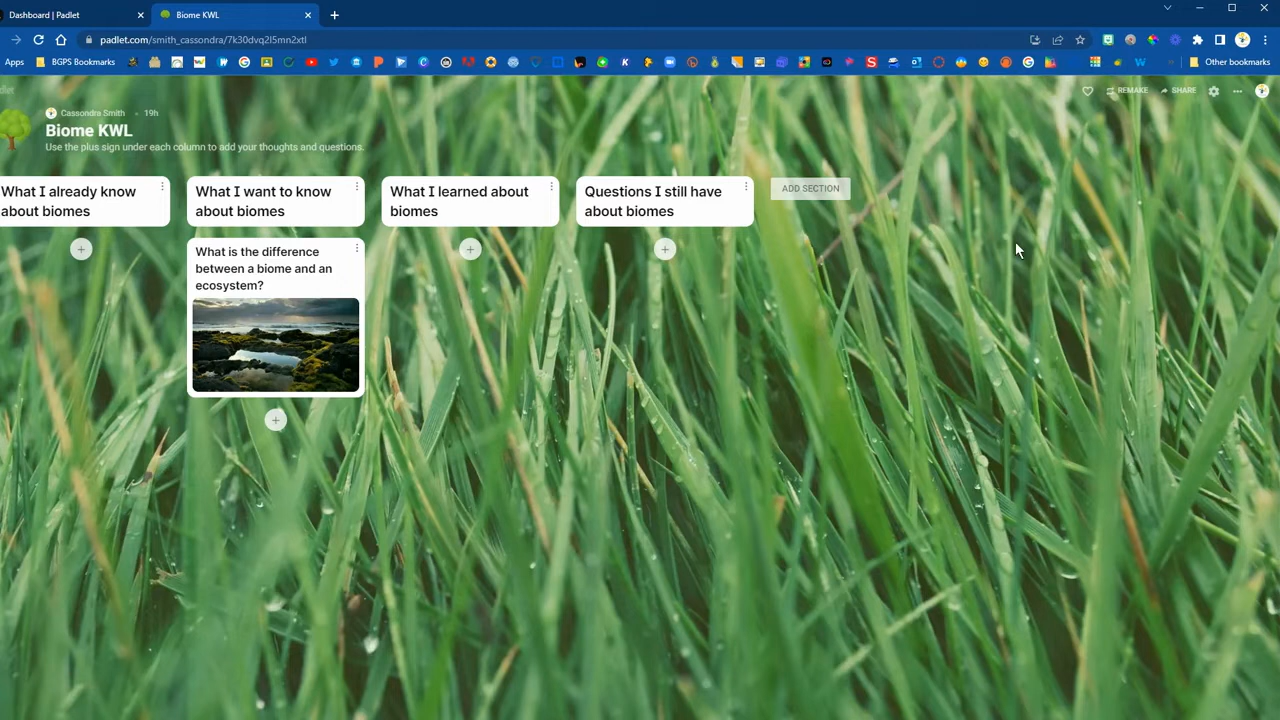 Dashboard | Padlet
Biome KWL
padlet.com/smith_cassondra/7k30dvq2l5mn2xtl
Apps
BGPS Bookmarks
Other bookmarks
dlet
Cassondra Smith • 19h
REMAKE
SHARE
Biome KWL
Use the plus sign under each column to add your thoughts and questions.
What I already know
about biomes
What I want to know
about biomes
What I learned about
biomes
Questions I still have
about biomes
ADD SECTION
What is the difference
between a biome and an
ecosystem?